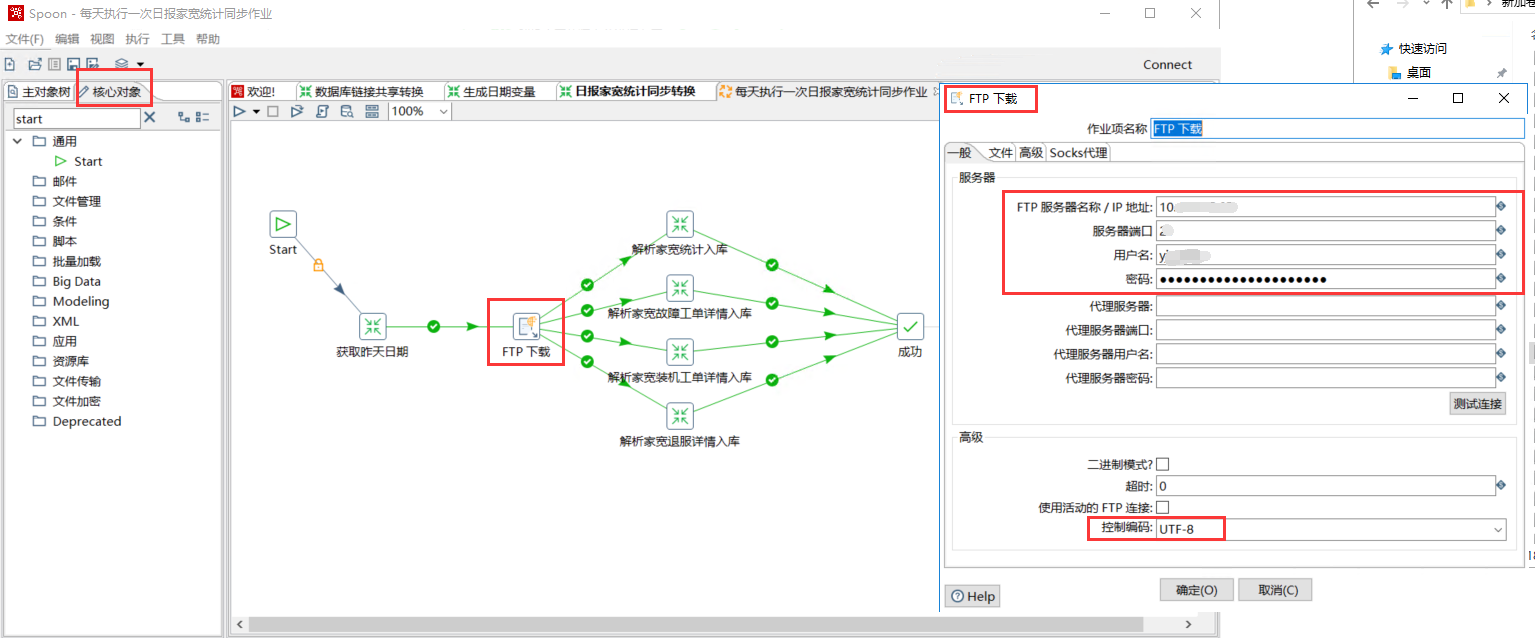 Spoon - 每天执行一次日报家宽统计同步作业
文件(F) 编辑 视图 执行 工具 帮助
Connect
主对象树 核心对象
start
通用
Start
邮件
文件管理
条件
脚本
批量加载
Big Data
Modeling
XML
应用
资源库
文件传输
文件加密
Deprecated
欢迎! 数据库链接共享转换 生成日期变量 日报家宽统计同步转换 每天执行一次日报家宽统计同步作业
100%
Start
获取昨天日期
FTP 下载
解析家宽统计入库
解析家宽故障工单详情入库
解析家宽装机工单详情入库
解析家宽退服详情入库
成功
快速访问
桌面
FTP 下载
作业项名称 FTP 下载
一般 文件 高级 Socks代理
服务器
FTP 服务器名称 / IP 地址: 10.
服务器端口
用户名: y
密码: ●●●●●●●●●●●●●●●●●●●●●
代理服务器:
代理服务器端口:
代理服务器用户名:
代理服务器密码:
测试连接
高级
二进制模式?
超时: 0
使用活动的 FTP 连接:
控制编码: UTF-8
Help 确定(O) 取消(C)